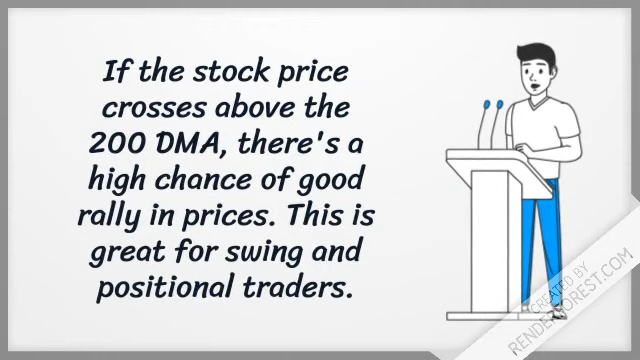 If the stock price
crosses above the
200 DMA, there's a
high chance of good
rally in prices. This is
great for swing and
positional traders.
CREATED BY
RENDERFOREST.COM